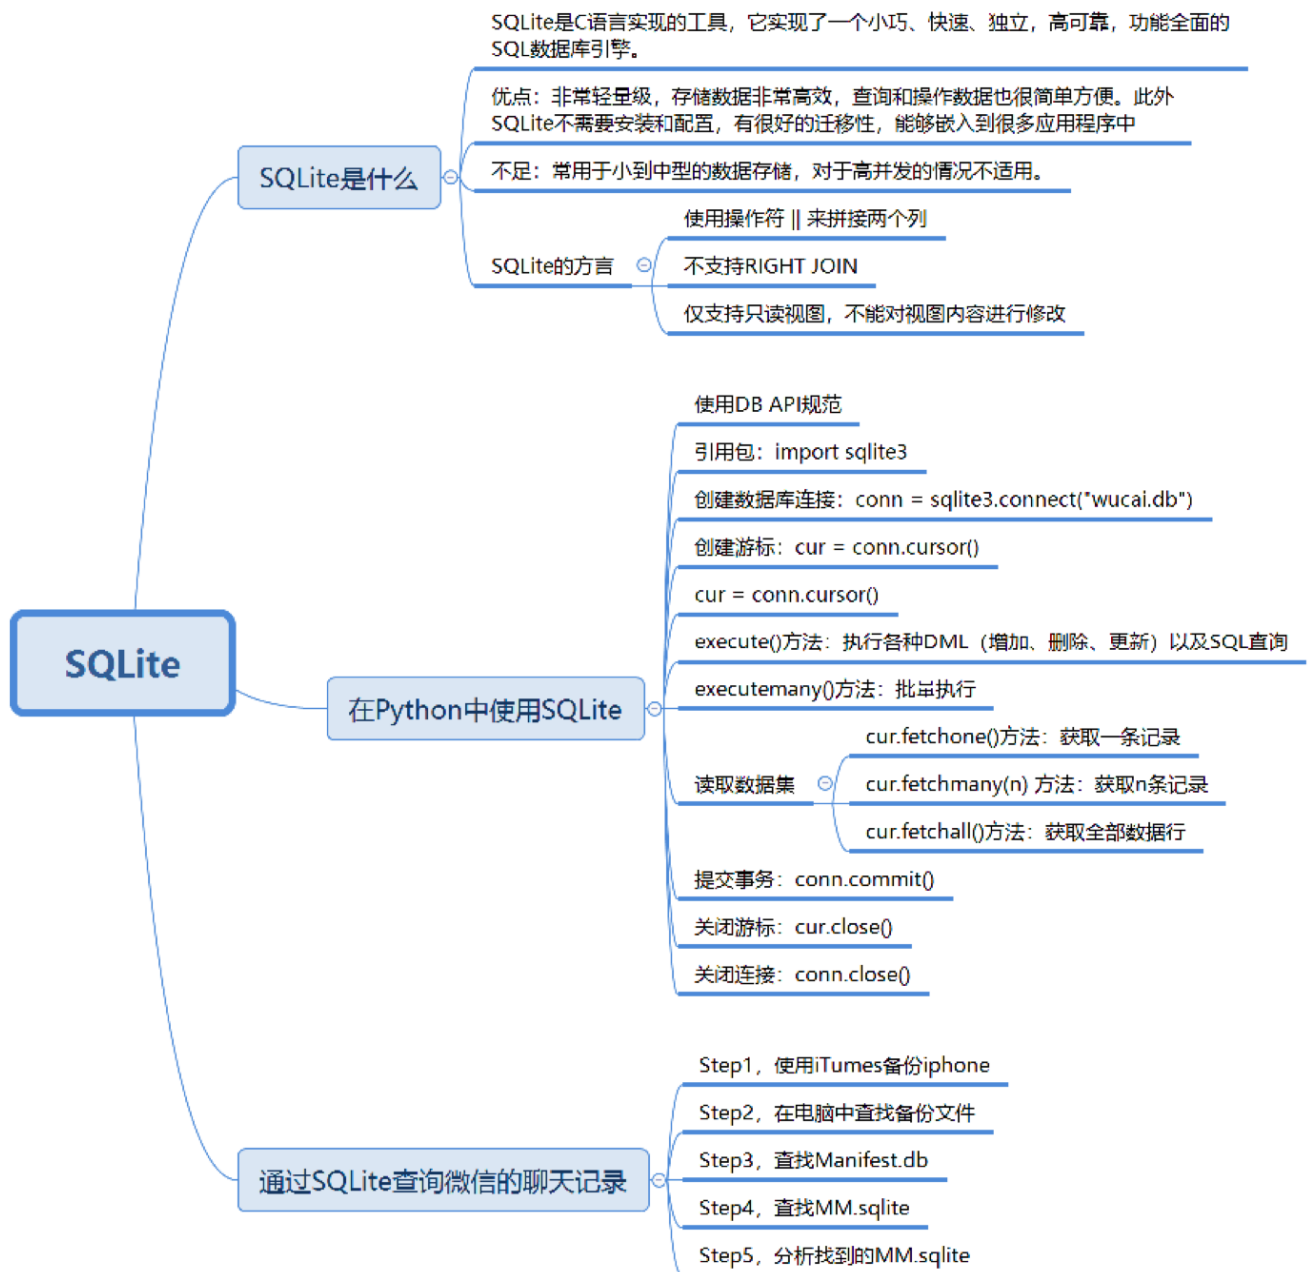 SQLite是C语言实现的工具，它实现了一个小巧、快速、独立，高可靠，功能全面的
SQL数据库引擎。
优点：非常轻量级，存储数据非常高效，查询和操作数据也很简单方便。此外
SQLite不需要安装和配置，有很好的迁移性，能够嵌入到很多应用程序中
SQLite是什么
不足：常用于小到中型的数据存储，对于高并发的情况不适用。
使用操作符 || 来拼接两个列
SQLite的方言
不支持RIGHT JOIN
仅支持只读视图，不能对视图内容进行修改
使用DB API规范
引用包：import sqlite3
创建数据库连接：conn = sqlite3.connect("wucai.db")
创建游标：cur = conn.cursor()
cur = conn.cursor()
SQLite
execute()方法：执行各种DML（增加、删除、更新）以及SQL查询
在Python中使用SQLite
executemany()方法：批量执行
cur.fetchone()方法：获取一条记录
读取数据集
cur.fetchmany(n) 方法：获取n条记录
cur.fetchall()方法：获取全部数据行
提交事务：conn.commit()
关闭游标：cur.close()
关闭连接：conn.close()
Step1，使用iTumes备份iphone
Step2，在电脑中查找备份文件
通过SQLite查询微信的聊天记录
Step3，查找Manifest.db
Step4，查找MM.sqlite
Step5，分析找到的MM.sqlite